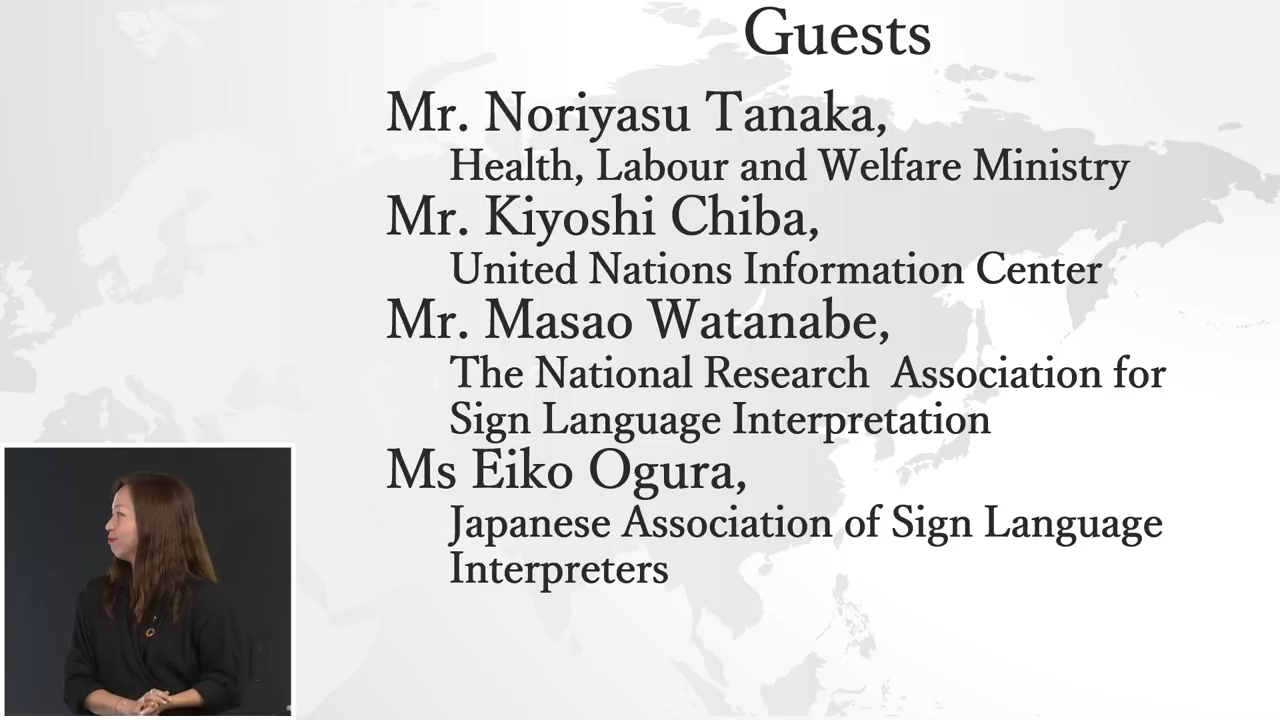 Guests
Mr. Noriyasu Tanaka,
Health, Labour and Welfare Ministry
Mr. Kiyoshi Chiba,
United Nations Information Center
Mr. Masao Watanabe,
The National Research  Association for
Sign Language Interpretation
Ms Eiko Ogura,
Japanese Association of Sign Language
Interpreters